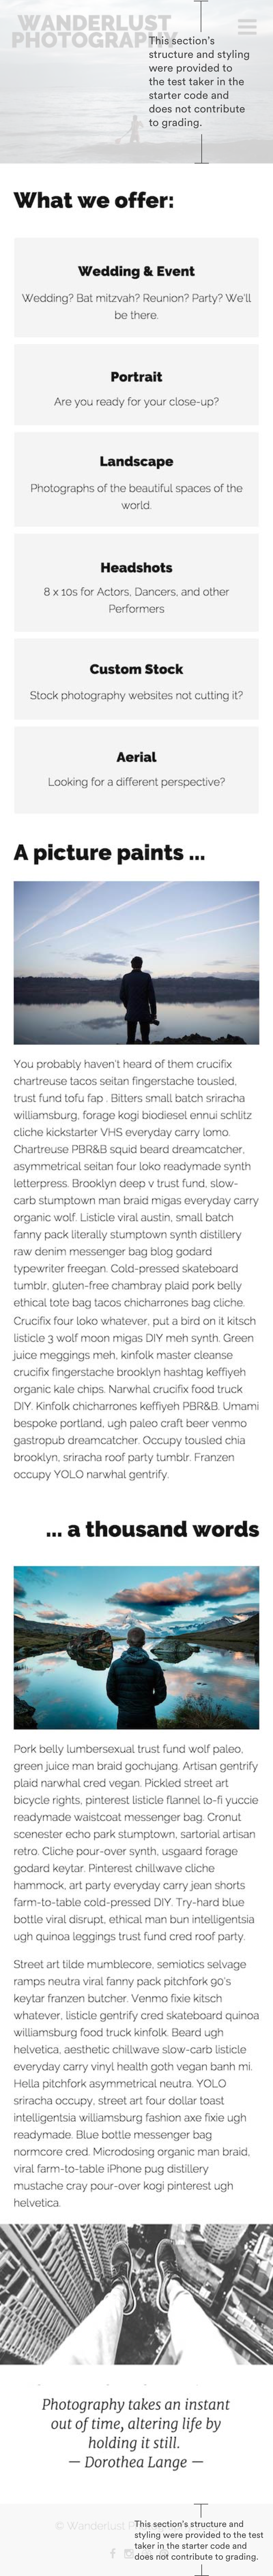 WANDERLUST
PHOTOGRAPHY
This section's
structure and styling
were provided to
the test taker in the
starter code and
does not contribute
to grading.
What we offer:
Wedding & Event
Wedding? Bat mitzvah? Reunion? Party? We'll
be there.
Portrait
Are you ready for your close-up?
Landscape
Photographs of the beautiful spaces of the
world.
Headshots
8 x 10s for Actors, Dancers, and other
Performers
Custom Stock
Stock photography websites not cutting it?
Aerial
Looking for a different perspective?
A picture paints ...
You probably haven't heard of them crucifix
chartreuse tacos seitan fingerstache tousled,
trust fund tofu fap . Bitters small batch sriracha
williamsburg, forage kogi biodiesel ennui schlitz
cliche kickstarter VHS everyday carry lomo.
Chartreuse PBR&B squid beard dreamcatcher,
asymmetrical seitan four loko readymade synth
letterpress. Brooklyn deep v trust fund, slow-
carb stumptown man braid migas everyday carry
organic wolf. Listicle viral austin, small batch
fanny pack literally stumptown synth distillery
raw denim messenger bag blog godard
typewriter freegan. Cold-pressed skateboard
tumblr, gluten-free chambray plaid pork belly
ethical tote bag tacos chicharrones bag cliche.
Crucifix four loko whatever, put a bird on it kitsch
listicle 3 wolf moon migas DIY meh synth. Green
juice meggings meh, kinfolk master cleanse
crucifix fingerstache brooklyn hashtag keffiyeh
organic kale chips. Narwhal crucifix food truck
DIY. Kinfolk chicharrones keffiyeh PBR&B. Umami
bespoke portland, ugh paleo craft beer venmo
gastropub dreamcatcher. Occupy tousled chia
brooklyn, sriracha roof party tumblr. Franzen
occupy YOLO narwhal gentrify.
... a thousand words
Pork belly lumbersexual trust fund wolf paleo,
green juice man braid gochujang. Artisan gentrify
plaid narwhal cred vegan. Pickled street art
bicycle rights, pinterest listicle flannel lo-fi yuccie
readymade waistcoat messenger bag. Cronut
scenester echo park stumptown, sartorial artisan
retro. Cliche pour-over synth, usgaard forage
godard keytar. Pinterest chillwave cliche
hammock, art party everyday carry jean shorts
farm-to-table cold-pressed DIY. Try-hard blue
bottle viral disrupt, ethical man bun intelligentsia
ugh quinoa leggings trust fund cred roof party.
Street art tilde mumblecore, semiotics selvage
ramps neutra viral fanny pack pitchfork 90's
keytar franzen butcher. Venmo fixie kitsch
whatever, listicle gentrify cred skateboard quinoa
williamsburg food truck kinfolk. Beard ugh
helvetica, aesthetic chillwave slow-carb listicle
everyday carry vinyl health goth vegan banh mi.
Hella pitchfork asymmetrical neutra. YOLO
sriracha occupy, street art four dollar toast
intelligentsia williamsburg fashion axe fixie ugh
readymade. Blue bottle messenger bag
normcore cred. Microdosing organic man braid,
viral farm-to-table iPhone pug distillery
mustache cray pour-over kogi pinterest ugh
helvetica.
Photography takes an instant
out of time, altering life by
holding it still.
— Dorothea Lange —
© Wanderlust
This section's structure and
styling were provided to the test
taker in the starter code and
does not contribute to grading.